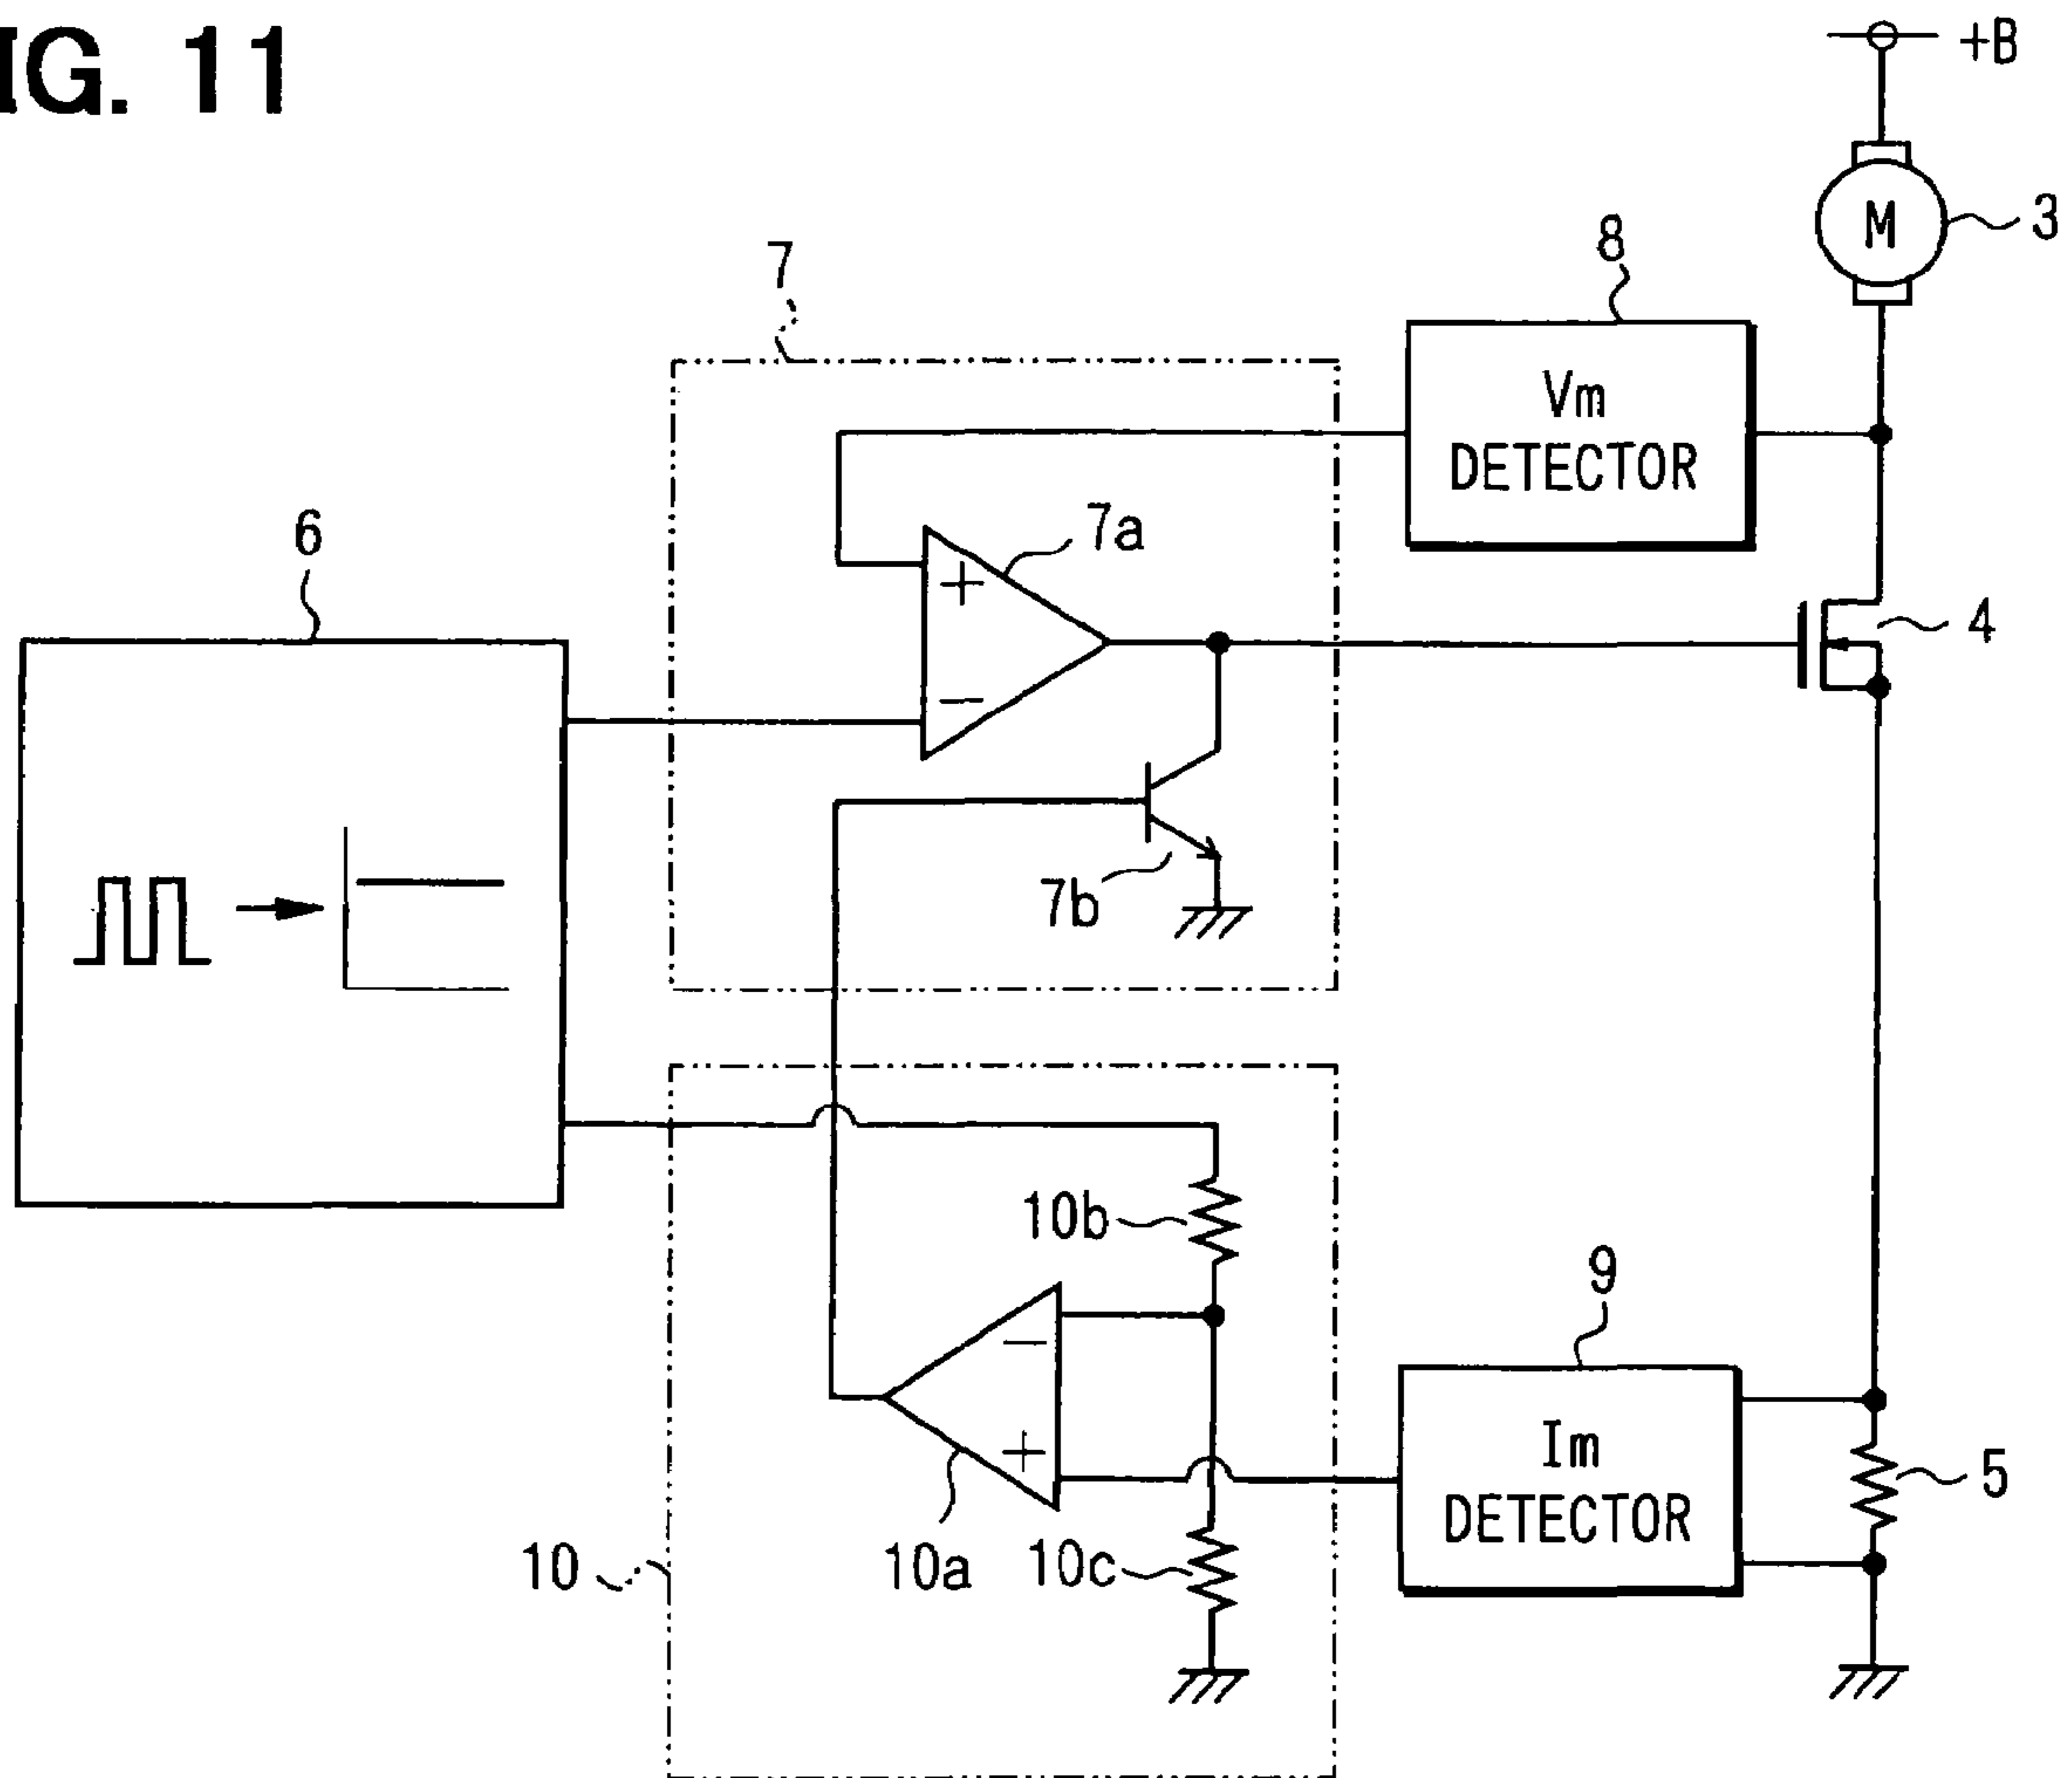 IG. 11
+B
M
3
8
7
Vm
DETECTOR
7a
+
6
4
−
7b
10b
9
−
Im
DETECTOR
+
5
10
10a
10c